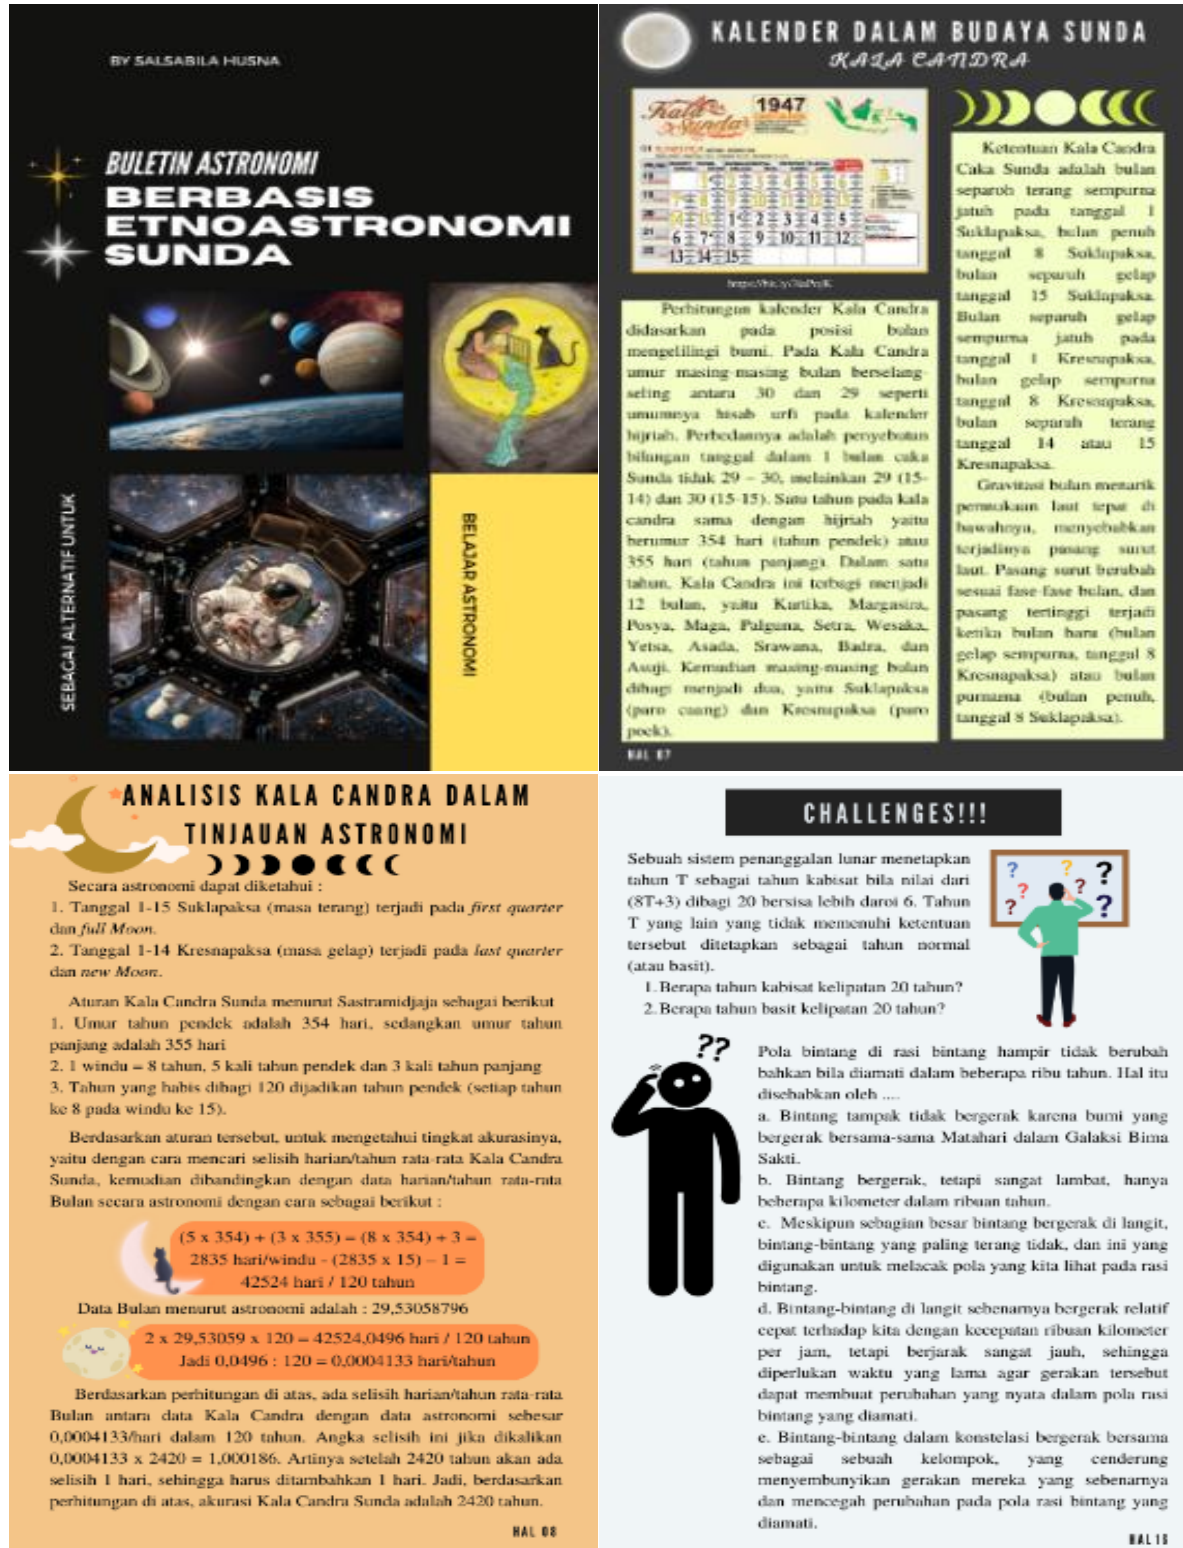 BY SALSABILA HUSNA
BULETIN ASTRONOMI
BERBASIS
ETNOASTRONOMI
SUNDA
SEBAGAI ALTERNATIF UNTUK
BELAJAR ASTRONOMI
KALENDER DALAM BUDAYA SUNDA
KALA CANDRA
Kala
Sunda
1947
Perhitungan kalender Kala Candra
didasarkan pada posisi bulan
mengelilingi bumi. Pada Kala Candra
umur masing-masing bulan berselang-
seling antara 30 dan 29 seperti
umumnya hisab urfi pada kalender
hijriah. Perbedannya adalah penyebutan
bilangan tanggal dalam 1 bulan caka
Sunda tidak 29 – 30, melainkan 29 (15-
14) dan 30 (15-15). Satu tahun pada kala
candra sama dengan hijriah yaitu
berumur 354 hari (tahun pendek) atau
355 hari (tahun panjang). Dalam satu
tahun, Kala Candra ini terbagi menjadi
12 bulan, yaitu Kartika, Margasira,
Posya, Maga, Palguna, Setra, Wesaka,
Yetsa, Asada, Srawana, Badra, dan
Asuji. Kemudian masing-masing bulan
dibagi menjadi dua, yaitu Suklapaksa
(paro caang) dan Kresnapaksa (paro
poek).
HAL 07
Ketentuan Kala Candra
Caka Sunda adalah bulan
separoh terang sempurna
jatuh pada tanggal 1
Suklapaksa, bulan penuh
tanggal 8 Suklapaksa,
bulan separuh gelap
tanggal 15 Suklapaksa.
Bulan separuh gelap
sempurna jatuh pada
tanggal 1 Kresnapaksa,
bulan gelap sempurna
tanggal 8 Kresnapaksa,
bulan separuh terang
tanggal 14 atau 15
Kresnapaksa.
Gravitasi bulan menarik
permukaan laut tepat di
bawahnya, menyebabkan
terjadinya pasang surut
laut. Pasang surut berubah
sesuai fase-fase bulan, dan
pasang tertinggi terjadi
ketika bulan baru (bulan
gelap sempurna, tanggal 8
Kresnapaksa) atau bulan
purnama (bulan penuh,
tanggal 8 Suklapaksa).
ANALISIS KALA CANDRA DALAM
TINJAUAN ASTRONOMI
Secara astronomi dapat diketahui :
1. Tanggal 1-15 Suklapaksa (masa terang) terjadi pada first quarter
dan full Moon.
2. Tanggal 1-14 Kresnapaksa (masa gelap) terjadi pada last quarter
dan new Moon.
Aturan Kala Candra Sunda menurut Sastramidjaja sebagai berikut
1. Umur tahun pendek adalah 354 hari, sedangkan umur tahun
panjang adalah 355 hari
2. 1 windu = 8 tahun, 5 kali tahun pendek dan 3 kali tahun panjang
3. Tahun yang habis dibagi 120 dijadikan tahun pendek (setiap tahun
ke 8 pada windu ke 15).
Berdasarkan aturan tersebut, untuk mengetahui tingkat akurasinya,
yaitu dengan cara mencari selisih harian/tahun rata-rata Kala Candra
Sunda, kemudian dibandingkan dengan data harian/tahun rata-rata
Bulan secara astronomi dengan cara sebagai berikut :
(5 x 354) + (3 x 355) = (8 x 354) + 3 =
2835 hari/windu - (2835 x 15) – 1 =
42524 hari / 120 tahun
Data Bulan menurut astronomi adalah : 29,53058796
2 x 29,53059 x 120 = 42524,0496 hari / 120 tahun
Jadi 0,0496 : 120 = 0,0004133 hari/tahun
Berdasarkan perhitungan di atas, ada selisih harian/tahun rata-rata
Bulan antara data Kala Candra dengan data astronomi sebesar
0,0004133/hari dalam 120 tahun. Angka selisih ini jika dikalikan
0,0004133 x 2420 = 1,000186. Artinya setelah 2420 tahun akan ada
selisih 1 hari, sehingga harus ditambahkan 1 hari. Jadi, berdasarkan
perhitungan di atas, akurasi Kala Candra Sunda adalah 2420 tahun.
HAL 08
CHALLENGES!!!
Sebuah sistem penanggalan lunar menetapkan
tahun T sebagai tahun kabisat bila nilai dari
(8T+3) dibagi 20 bersisa lebih daroi 6. Tahun
T yang lain yang tidak memenuhi ketentuan
tersebut ditetapkan sebagai tahun normal
(atau basit).
1. Berapa tahun kabisat kelipatan 20 tahun?
2. Berapa tahun basit kelipatan 20 tahun?
Pola bintang di rasi bintang hampir tidak berubah
bahkan bila diamati dalam beberapa ribu tahun. Hal itu
disebabkan oleh ....
a. Bintang tampak tidak bergerak karena bumi yang
bergerak bersama-sama Matahari dalam Galaksi Bima
Sakti.
b. Bintang bergerak, tetapi sangat lambat, hanya
beberapa kilometer dalam ribuan tahun.
c. Meskipun sebagian besar bintang bergerak di langit,
bintang-bintang yang paling terang tidak, dan ini yang
digunakan untuk melacak pola yang kita lihat pada rasi
bintang.
d. Bintang-bintang di langit sebenarnya bergerak relatif
cepat terhadap kita dengan kecepatan ribuan kilometer
per jam, tetapi berjarak sangat jauh, sehingga
diperlukan waktu yang lama agar gerakan tersebut
dapat membuat perubahan yang nyata dalam pola rasi
bintang yang diamati.
e. Bintang-bintang dalam konstelasi bergerak bersama
sebagai sebuah kelompok, yang cenderung
menyembunyikan gerakan mereka yang sebenarnya
dan mencegah perubahan pada pola rasi bintang yang
diamati.